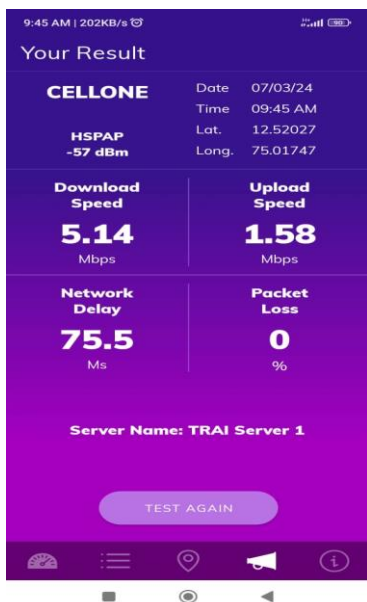 9:45 AM | 202KB/s
Your Result
CELLONE
HSPAP
-57 dBm
Date 07/03/24
Time 09:45 AM
Lat. 12.52027
Long. 75.01747
Download
Speed
5.14
Mbps
Upload
Speed
1.58
Mbps
Network
Delay
75.5
Ms
Packet
Loss
0
%
Server Name: TRAI Server 1
TEST AGAIN